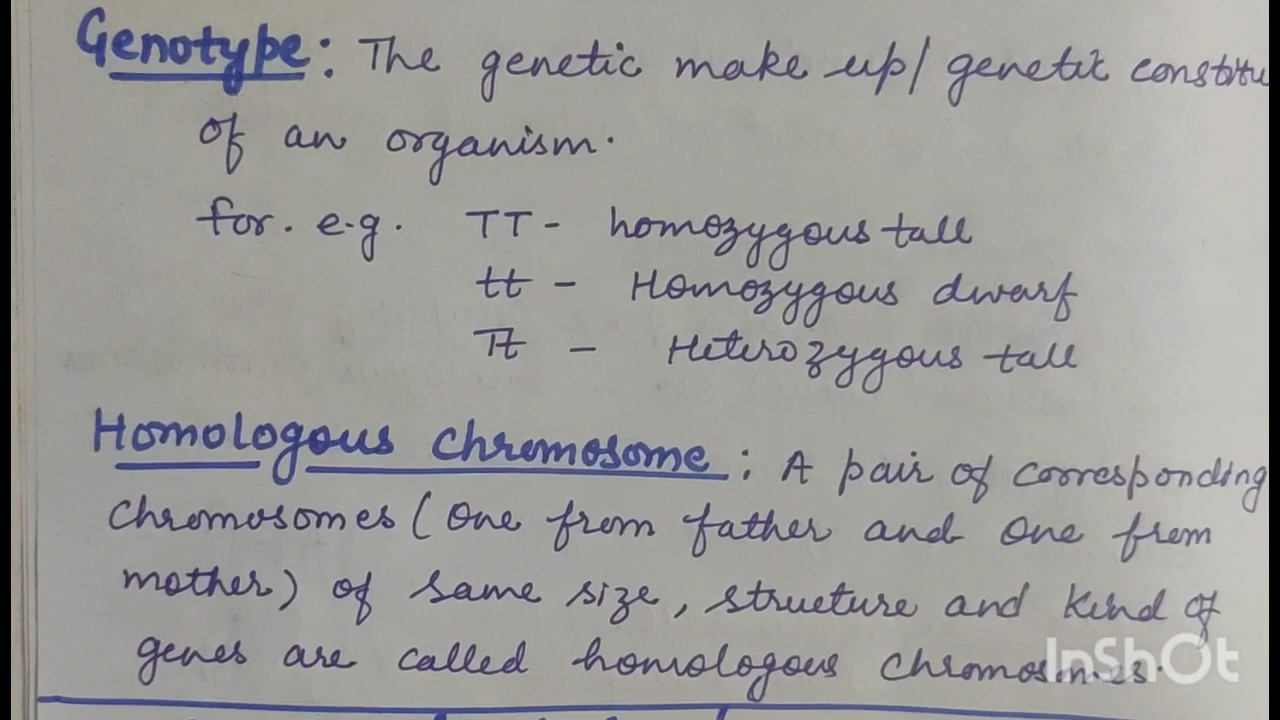 Genotype: The genetic make up/ genetic constitu
of an organism.
for. e.g. TT - homozygous tall
tt - Homozygous dwarf
Tt - Heterozygous tall
Homologous chromosome: A pair of corresponding
chromosomes (one from father and one from
mother) of same size, structure and kind of
genes are called homologous chromosomes.
InShOt